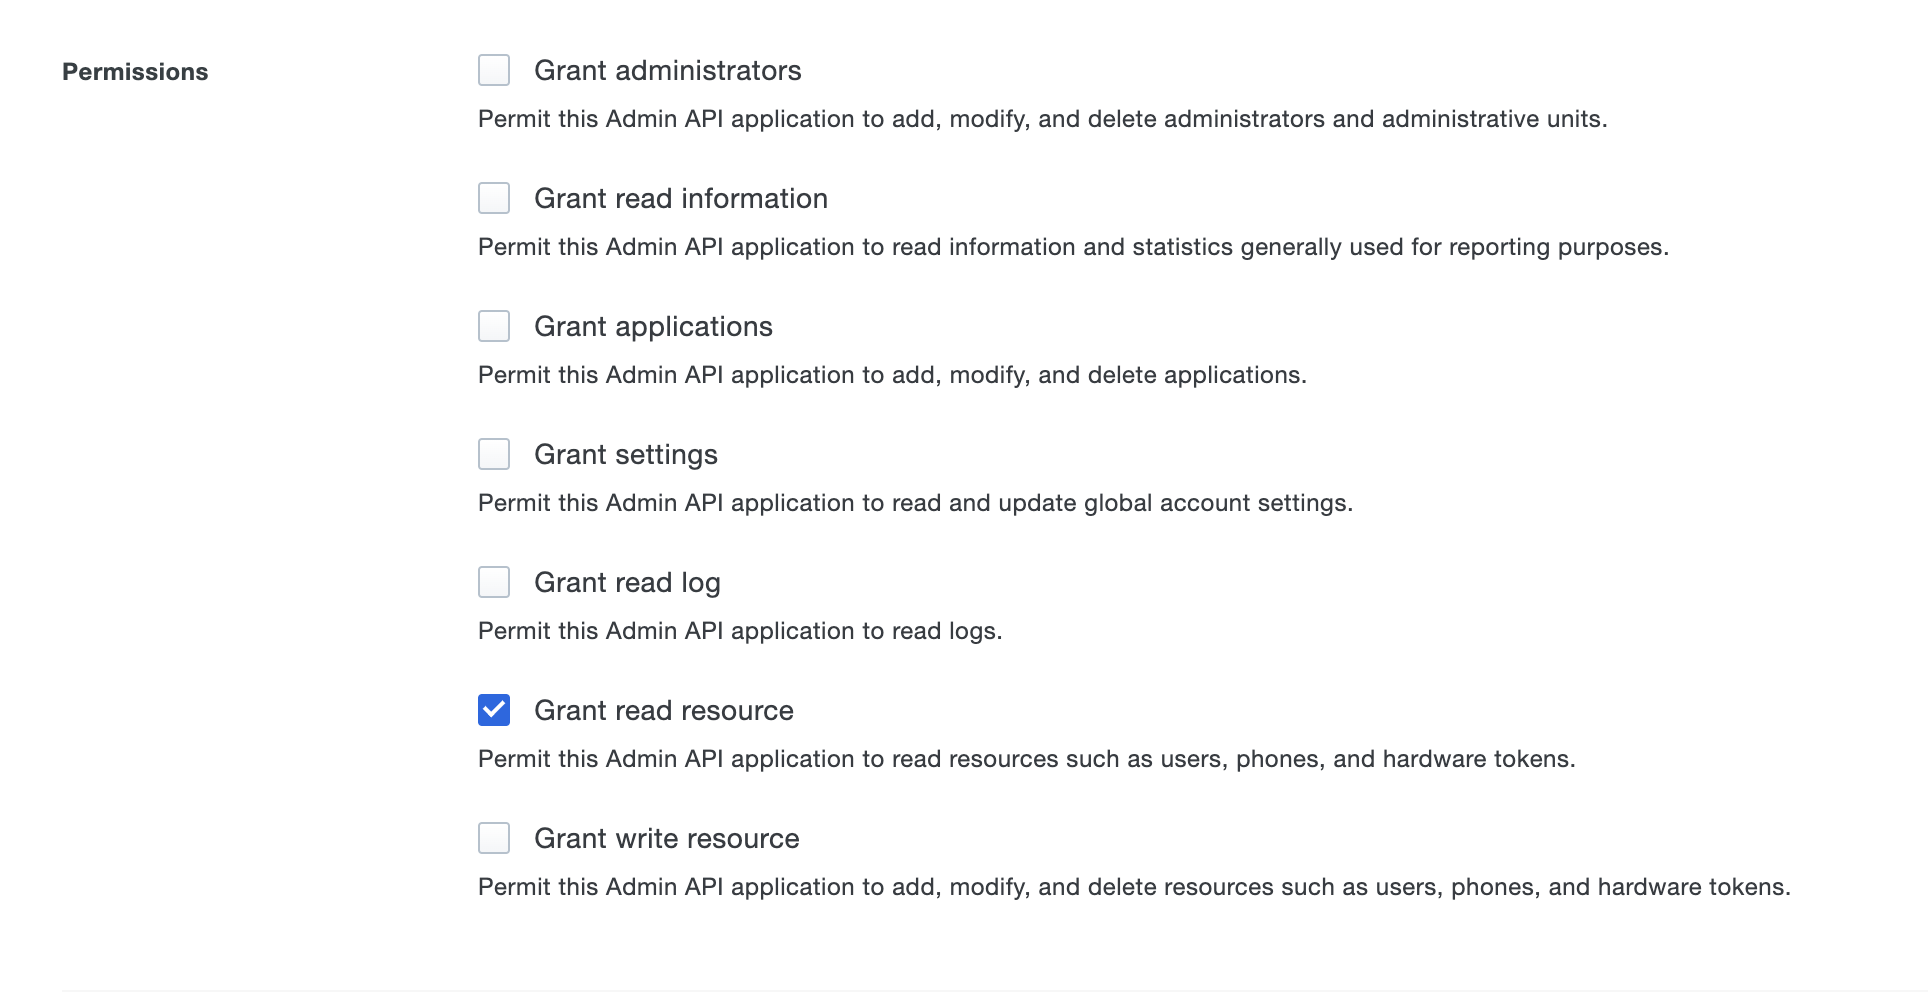 Permissions
Grant administrators
Permit this Admin API application to add, modify, and delete administrators and administrative units.
Grant read information
Permit this Admin API application to read information and statistics generally used for reporting purposes.
Grant applications
Permit this Admin API application to add, modify, and delete applications.
Grant settings
Permit this Admin API application to read and update global account settings.
Grant read log
Permit this Admin API application to read logs.
Grant read resource
Permit this Admin API application to read resources such as users, phones, and hardware tokens.
Grant write resource
Permit this Admin API application to add, modify, and delete resources such as users, phones, and hardware tokens.